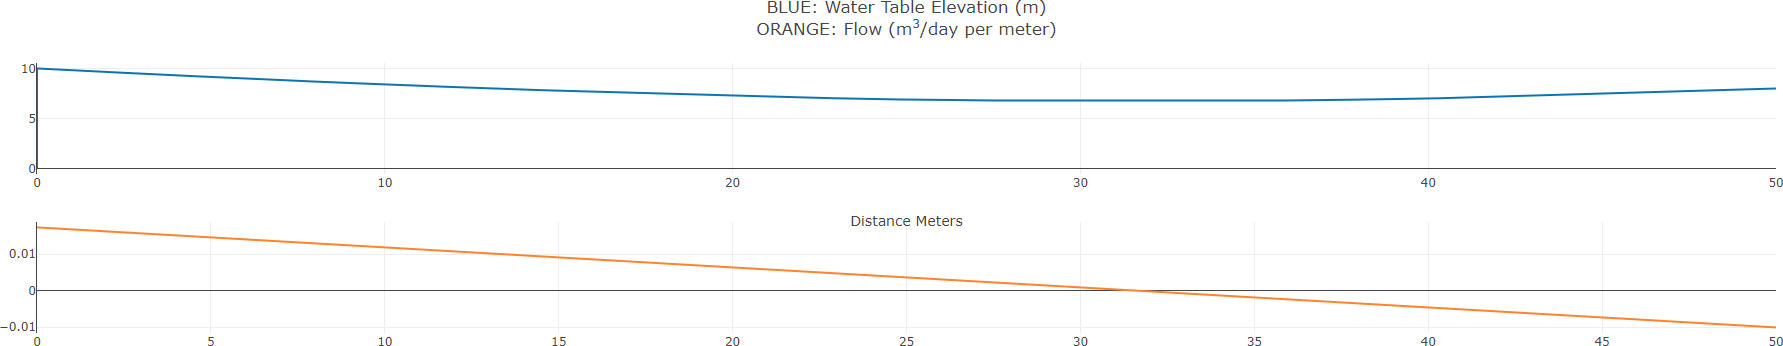 BLUE: Water Table Elevation (m)
ORANGE: Flow (m³/day per meter)
10
5
0
0 10 20 30 40 50
Distance Meters
0.01
0
−0.01
0 5 10 15 20 25 30 35 40 45 50